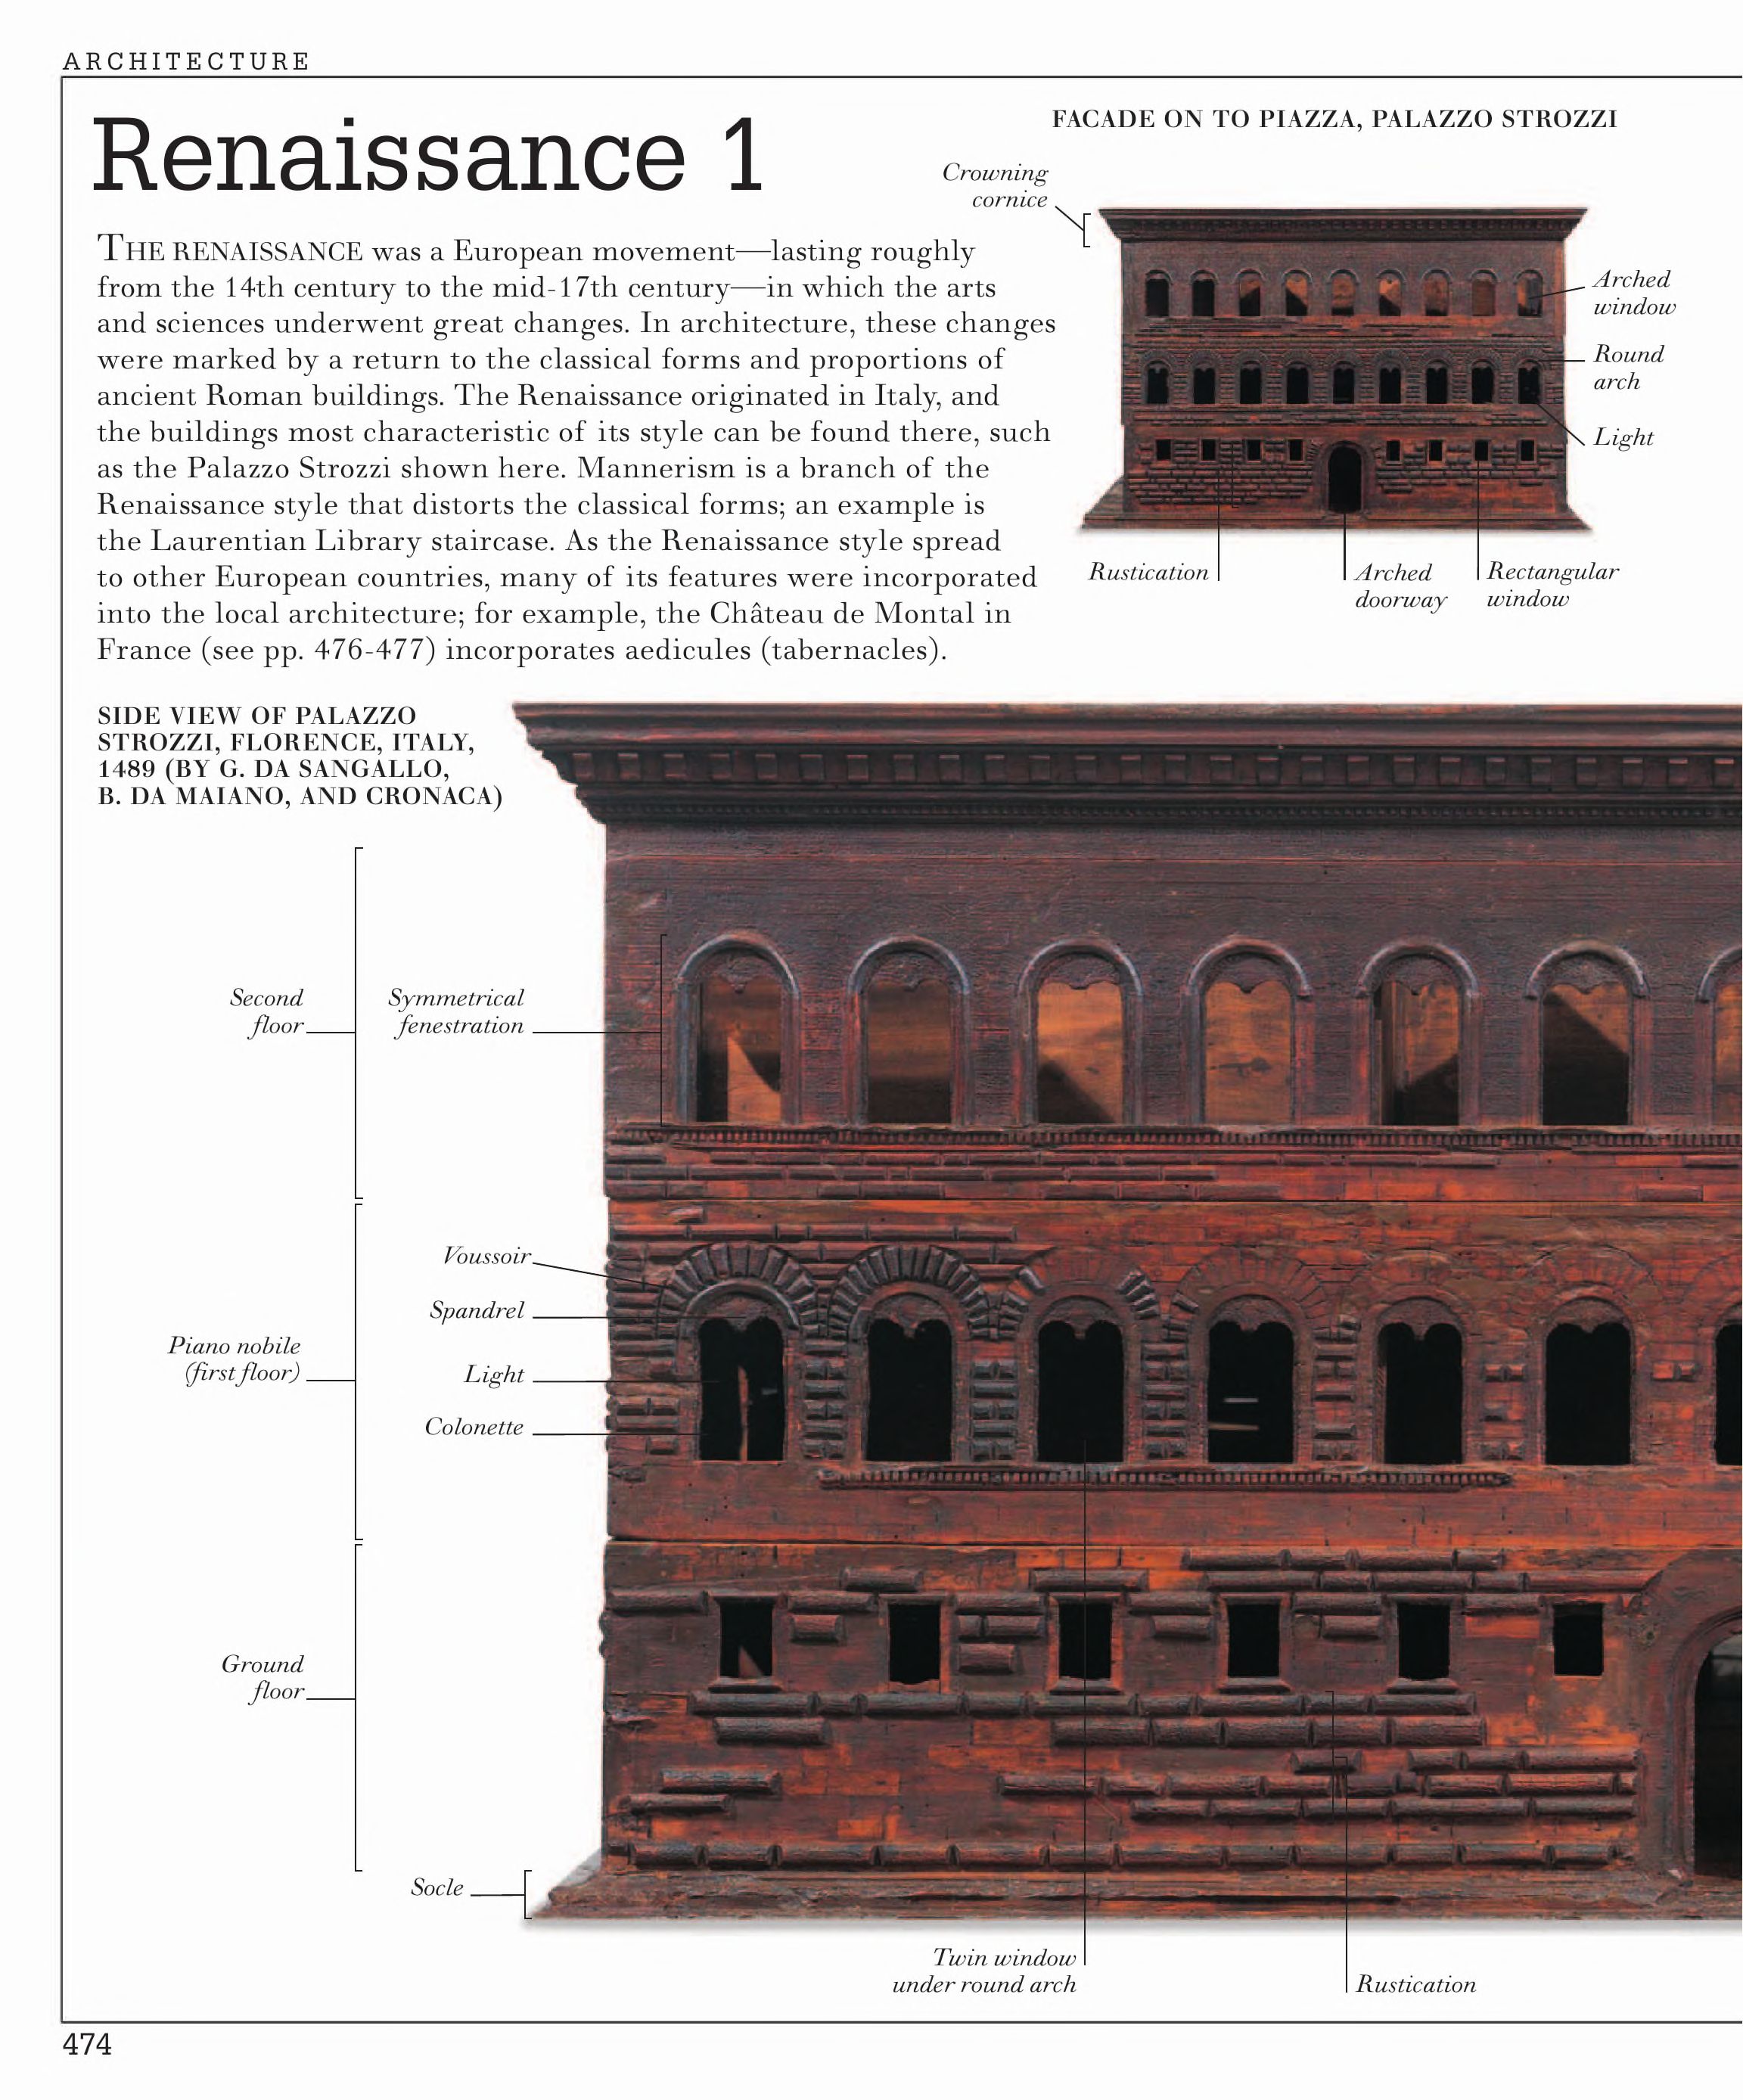 ARCHITECTURE
Renaissance 1
THE RENAISSANCE was a European movement—lasting roughly
from the 14th century to the mid-17th century—in which the arts
and sciences underwent great changes. In architecture, these changes
were marked by a return to the classical forms and proportions of
ancient Roman buildings. The Renaissance originated in Italy, and
the buildings most characteristic of its style can be found there, such
as the Palazzo Strozzi shown here. Mannerism is a branch of the
Renaissance style that distorts the classical forms; an example is
the Laurentian Library staircase. As the Renaissance style spread
to other European countries, many of its features were incorporated
into the local architecture; for example, the Château de Montal in
France (see pp. 476-477) incorporates aedicules (tabernacles).
FACADE ON TO PIAZZA, PALAZZO STROZZI
Crowning
cornice
Arched
window
Round
arch
Light
Rustication
Arched
doorway
Rectangular
window
SIDE VIEW OF PALAZZO
STROZZI, FLORENCE, ITALY,
1489 (BY G. DA SANGALLO,
B. DA MAIANO, AND CRONACA)
Second
floor
Symmetrical
fenestration
Voussoir
Spandrel
Piano nobile
(first floor)
Light
Colonette
Ground
floor
Socle
Twin window
under round arch
Rustication
474